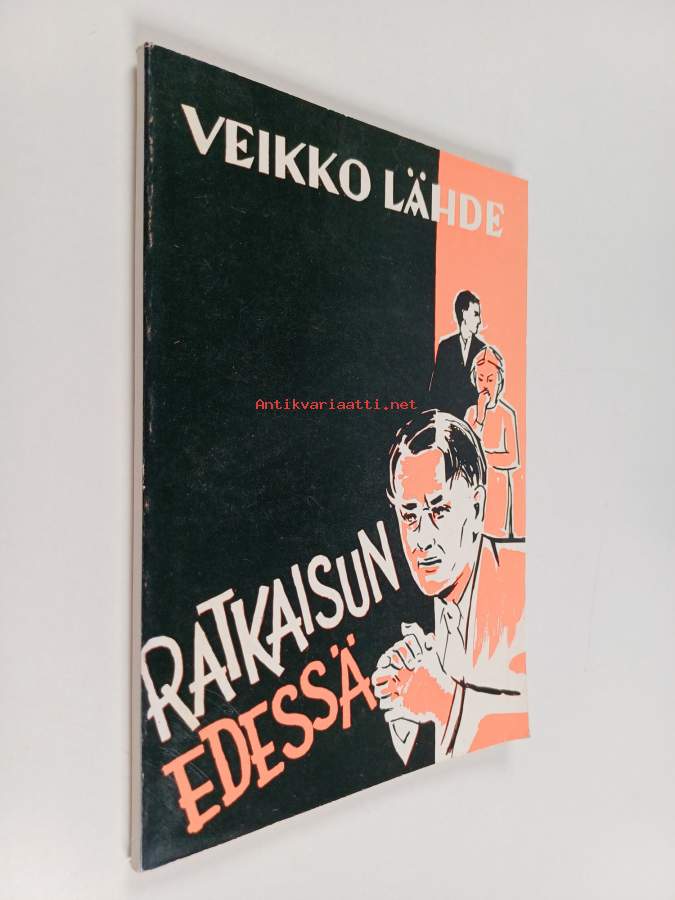 VEIKKO LÄHDE
Antikvariaatti.net
RATKAISUN
EDESSÄ